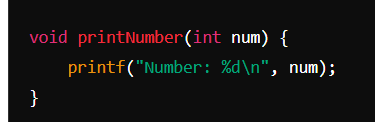 void printNumber(int num) {
    printf("Number: %d\n", num);
}